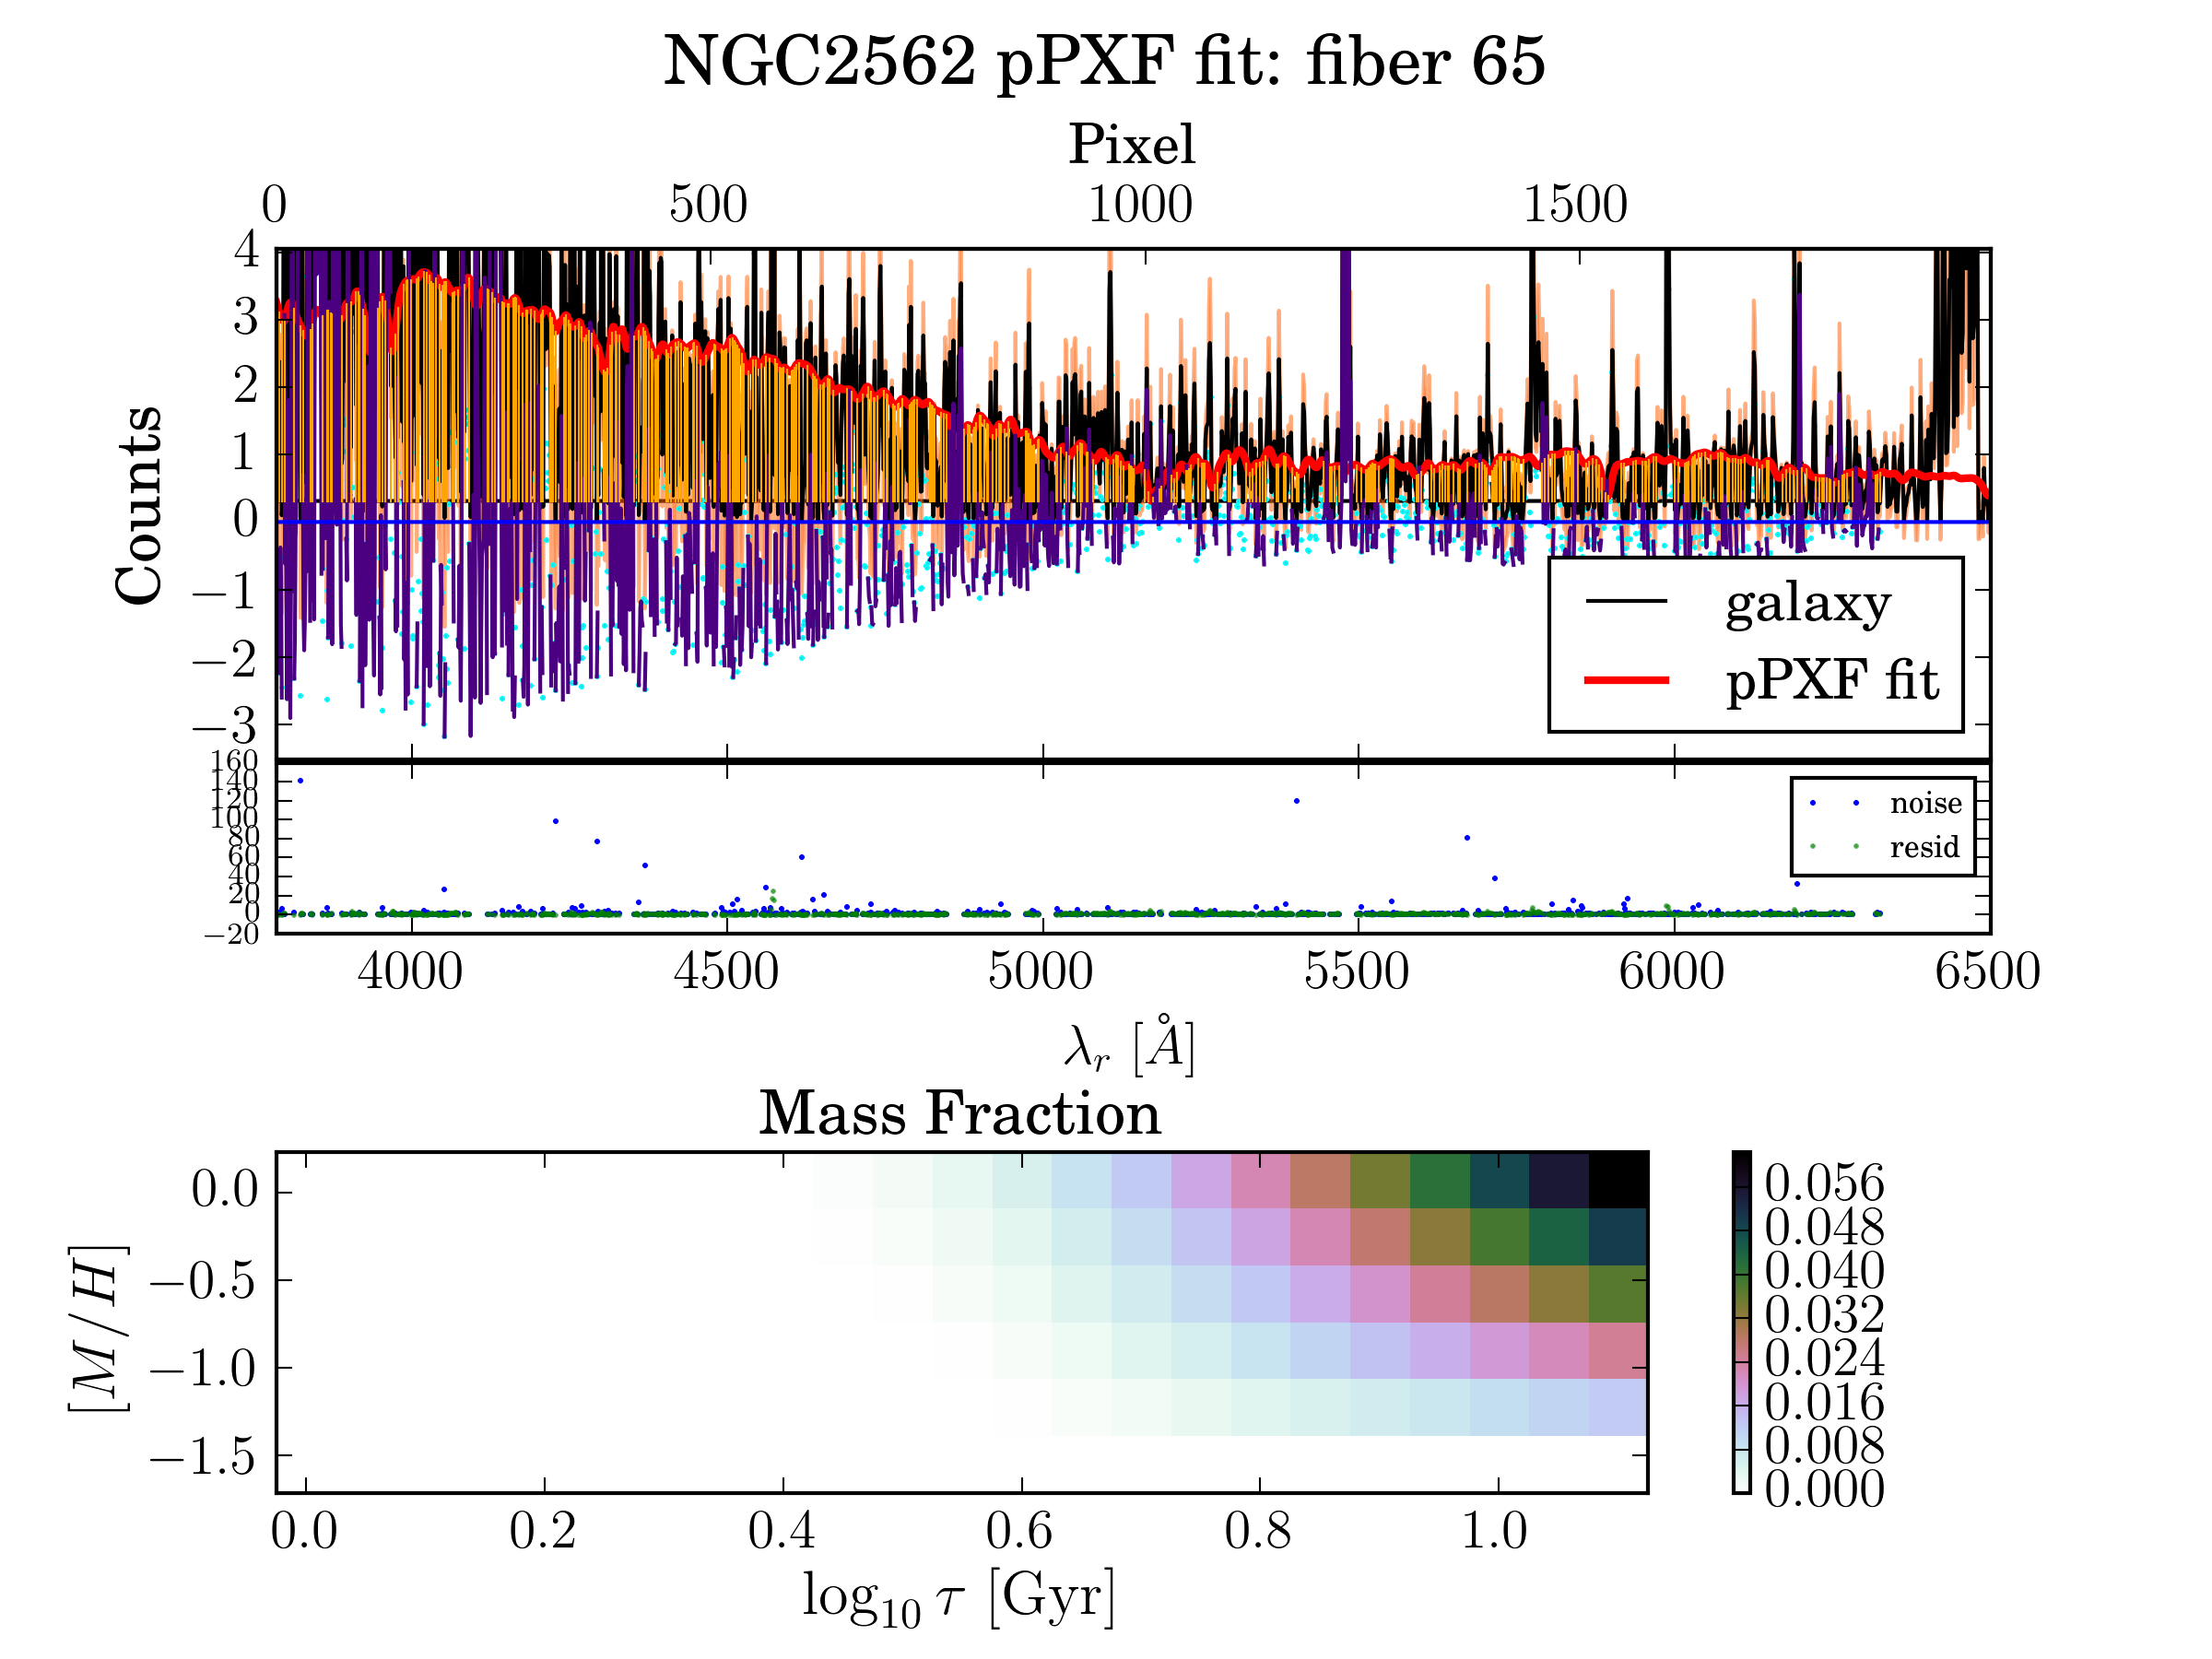 NGC2562 pPXF fit: fiber 65
Pixel
0 500 1000 1500
4
3
2
1
0
−1
−2
−3
Counts
galaxy
pPXF fit
160
140
120
100
80
60
40
20
0
−20
noise
resid
4000 4500 5000 5500 6000 6500
λr [Å]
Mass Fraction
0.0
−0.5
−1.0
−1.5
[M/H]
0.056
0.048
0.040
0.032
0.024
0.016
0.008
0.000
0.0 0.2 0.4 0.6 0.8 1.0
log10 τ [Gyr]